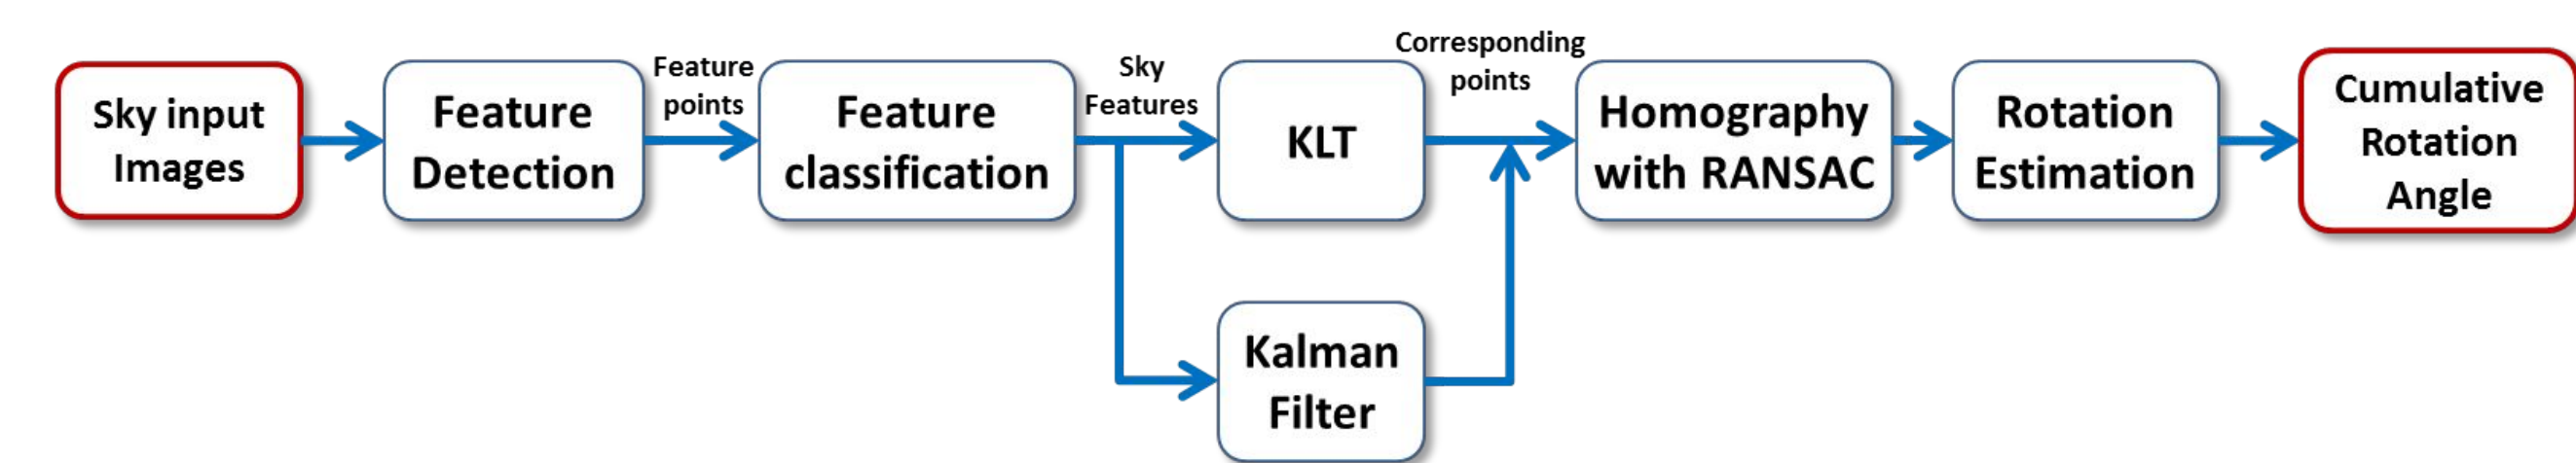 Sky input
Images
Feature
Detection
Feature
points
Feature
classification
Sky
Features
KLT
Corresponding
points
Homography
with RANSAC
Rotation
Estimation
Cumulative
Rotation
Angle
Kalman
Filter